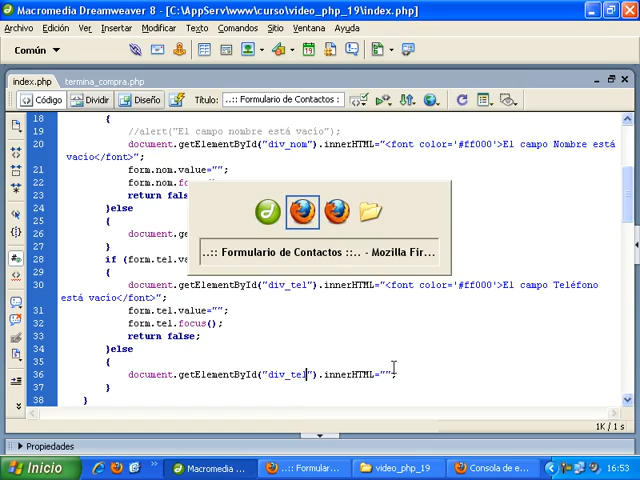 Macromedia Dreamweaver 8 - [C:\AppServ\www\curso\video_php_19\index.php]
Archivo Edición Ver Insertar Modificar Texto Comandos Sitio Ventana Ayuda
Común
index.php termina_compra.php
Código Dividir Diseño Título: ..:: Formulario de Contactos :
18 {
19 //alert("El campo nombre está vacío");
20 document.getElementById("div_nom").innerHTML="<font color='#ff000'>El campo Nombre está
vacío</font>";
21 form.nom.value="";
22 form.nom.fo
23 return fals
24 }else
25 {
26 document.ge
27 }
28 if (form.tel.va
29 {
30 document.getElementById("div_tel").innerHTML="<font color='#ff000'>El campo Teléfono
está vacío</font>";
31 form.tel.value="";
32 form.tel.focus();
33 return false;
34 }else
35 {
36 document.getElementById("div_tel").innerHTML="";
37 }
38 }
..:: Formulario de Contactos ::.. - Mozilla Fir...
1K / 1 s
Propiedades
Inicio Macromedia ... ..:: Formular... video_php_19 Consola de e... 16:53